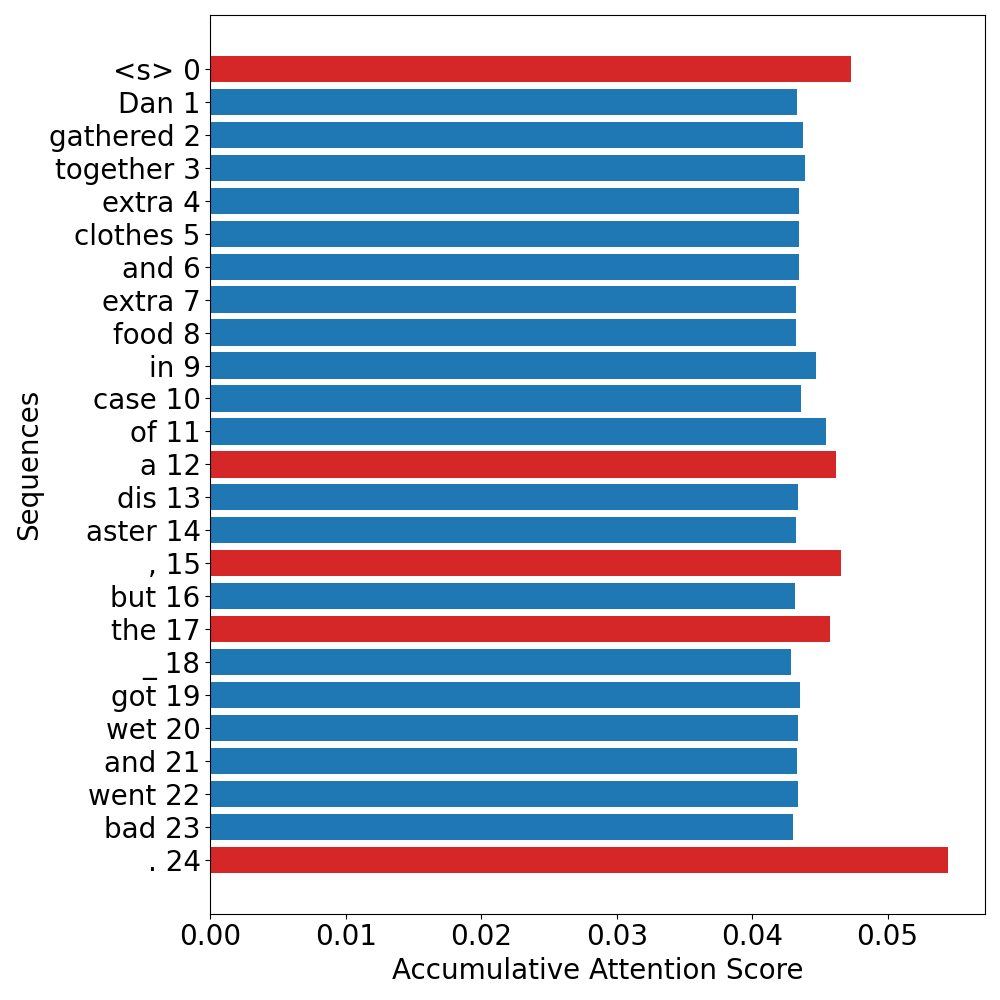 <s> 0
Dan 1
gathered 2
together 3
extra 4
clothes 5
and 6
extra 7
food 8
in 9
case 10
of 11
a 12
dis 13
aster 14
, 15
but 16
the 17
_ 18
got 19
wet 20
and 21
went 22
bad 23
. 24
Sequences
0.00 0.01 0.02 0.03 0.04 0.05
Accumulative Attention Score